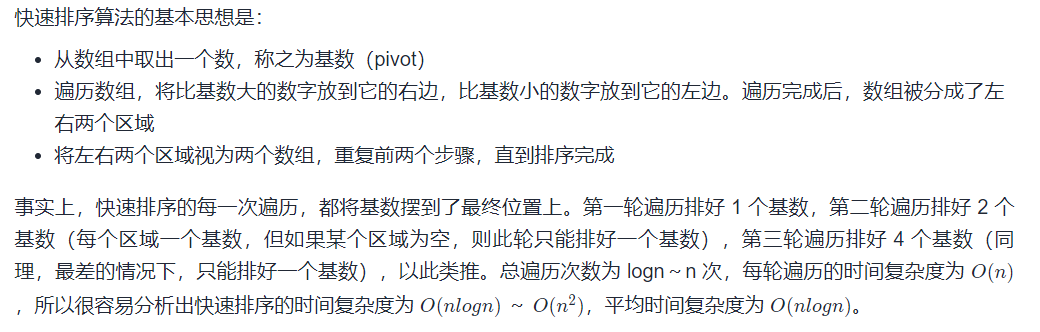 快速排序算法的基本思想是：
• 从数组中取出一个数，称之为基数（pivot）
• 遍历数组，将比基数大的数字放到它的右边，比基数小的数字放到它的左边。遍历完成后，数组被分成了左
右两个区域
• 将左右两个区域视为两个数组，重复前两个步骤，直到排序完成
事实上，快速排序的每一次遍历，都将基数摆到了最终位置上。第一轮遍历排好 1 个基数，第二轮遍历排好 2 个
基数（每个区域一个基数，但如果某个区域为空，则此轮只能排好一个基数），第三轮遍历排好 4 个基数（同
理，最差的情况下，只能排好一个基数），以此类推。总遍历次数为 logn～n 次，每轮遍历的时间复杂度为 O(n)
，所以很容易分析出快速排序的时间复杂度为 O(nlogn) ～ O(n²)，平均时间复杂度为 O(nlogn)。